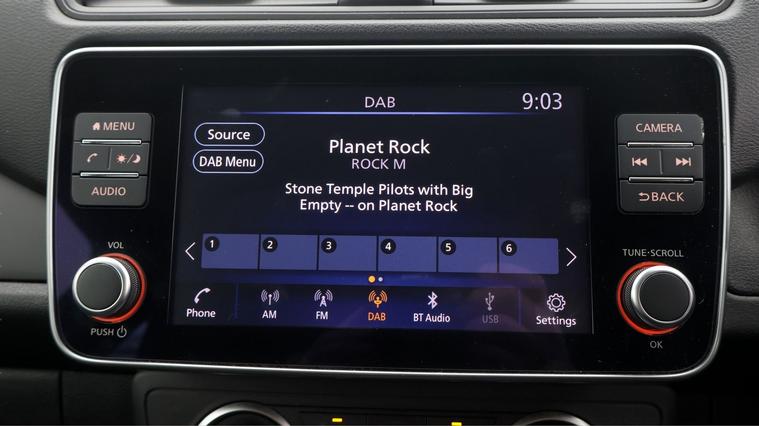 DAB
9:03
MENU
AUDIO
VOL
PUSH
Source
DAB Menu
Planet Rock
ROCK M
Stone Temple Pilots with Big
Empty -- on Planet Rock
1 2 3 4 5 6
Phone
AM
FM
DAB
BT Audio
USB
Settings
CAMERA
BACK
TUNE·SCROLL
OK